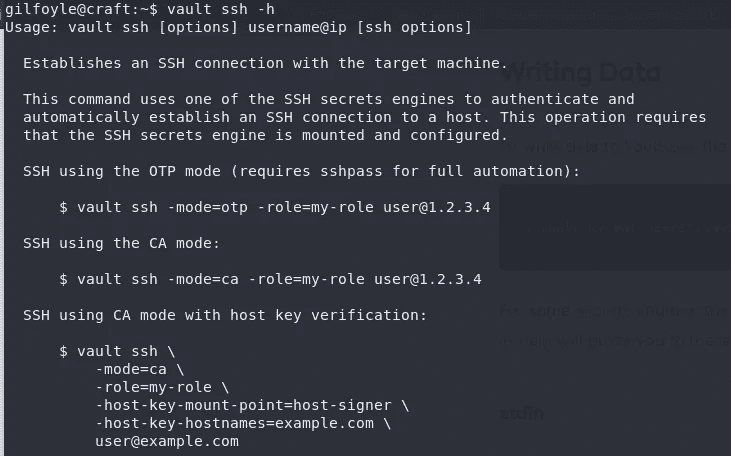 gilfoyle@craft:~$ vault ssh -h
Usage: vault ssh [options] username@ip [ssh options]
Establishes an SSH connection with the target machine.
Writing Data
This command uses one of the SSH secrets engines to authenticate and
automatically establish an SSH connection to a host. This operation requires
that the SSH secrets engine is mounted and configured.
SSH using the OTP mode (requires sshpass for full automation):
$ vault ssh -mode=otp -role=my-role user@1.2.3.4
SSH using the CA mode:
$ vault ssh -mode=ca -role=my-role user@1.2.3.4
SSH using CA mode with host key verification:
$ vault ssh \
-mode=ca \
-role=my-role \
-host-key-mount-point=host-signer \
-host-key-hostnames=example.com \
stdin
user@example.com